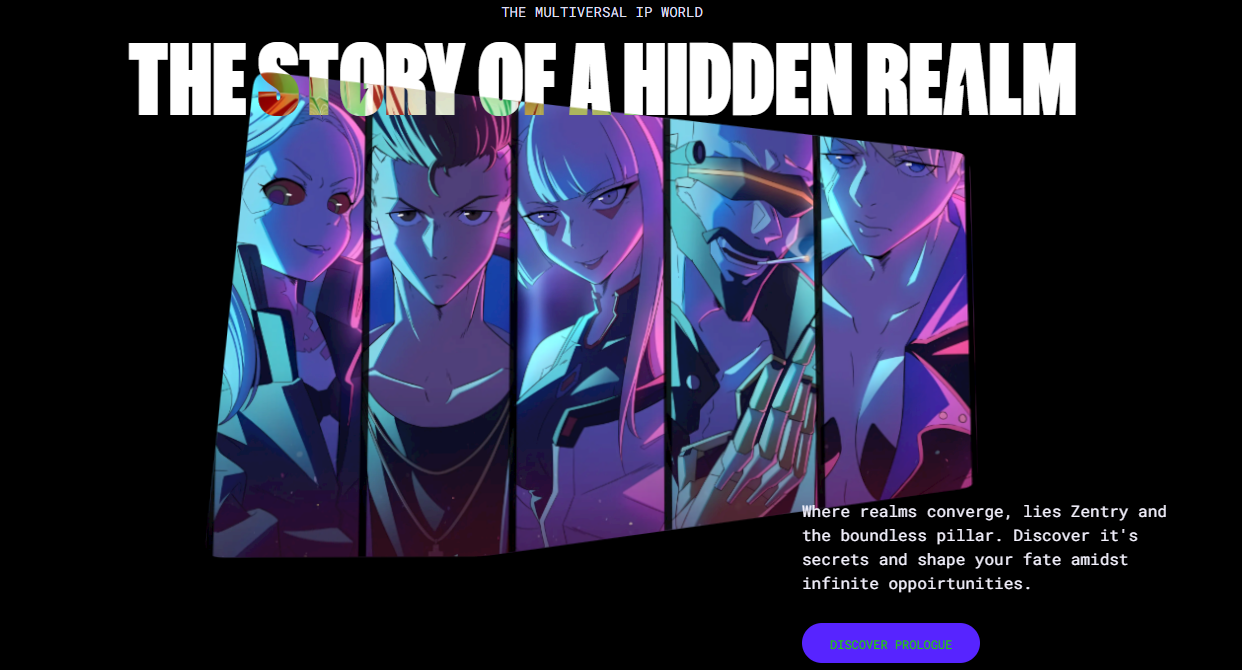 THE MULTIVERSAL IP WORLD
THE STORY OF A HIDDEN REALM
Where realms converge, lies Zentry and
the boundless pillar. Discover it's
secrets and shape your fate amidst
infinite oppoirtunities.
DISCOVER PROLOGUE